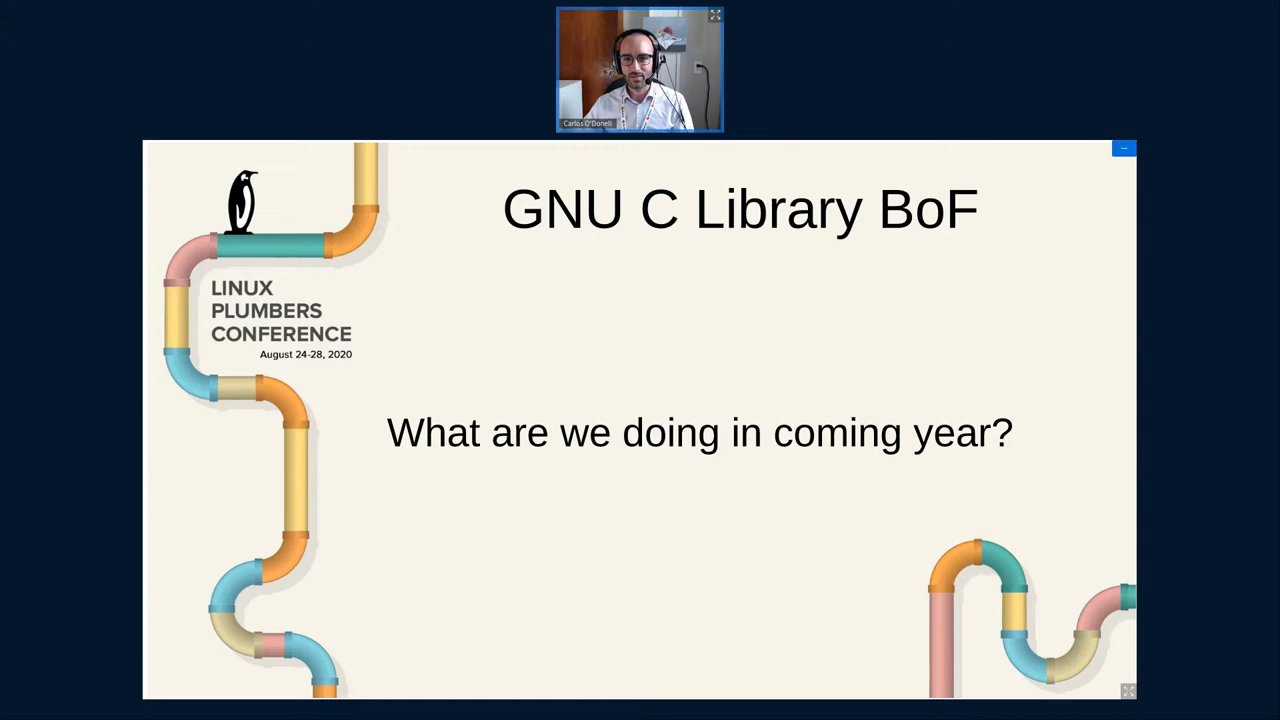 Carlos O'Donell
GNU C Library BoF
LINUX
PLUMBERS
CONFERENCE
August 24-28, 2020
What are we doing in coming year?